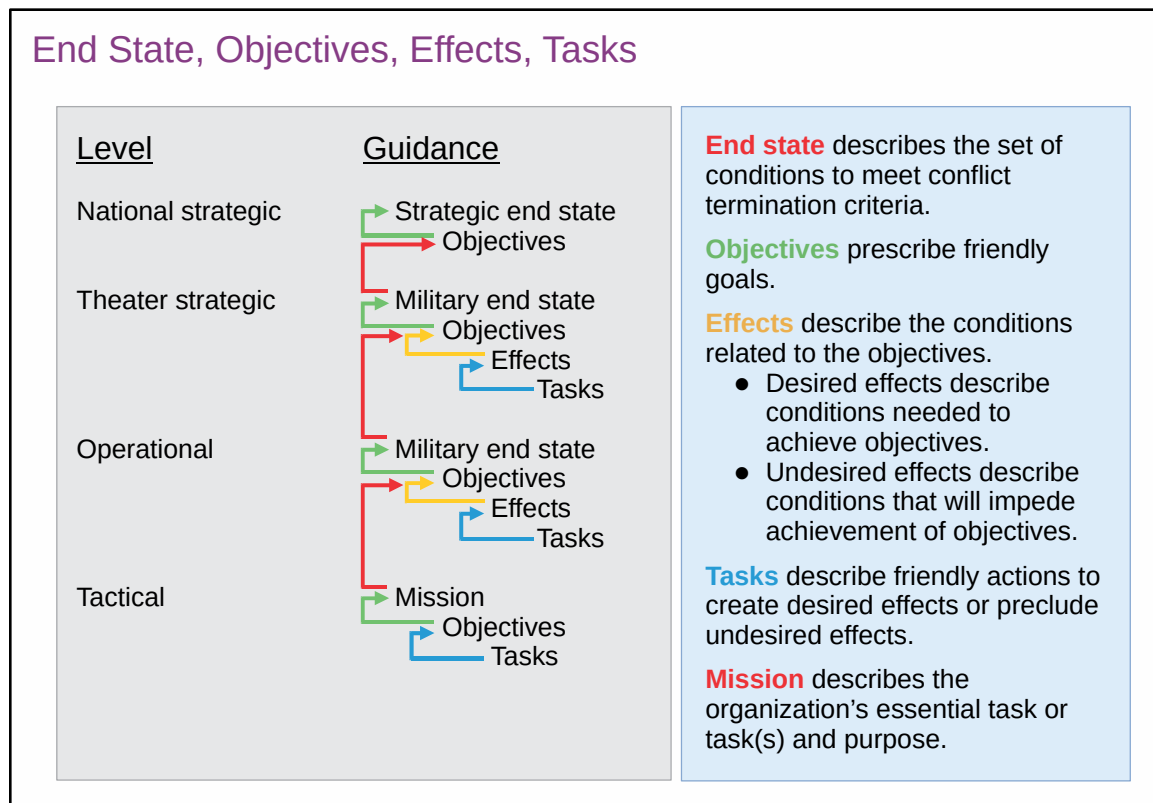 End State, Objectives, Effects, Tasks
Level Guidance
National strategic Strategic end state
Objectives
Theater strategic Military end state
Objectives
Effects
Tasks
Operational Military end state
Objectives
Effects
Tasks
Tactical Mission
Objectives
Tasks
End state describes the set of
conditions to meet conflict
termination criteria.
Objectives prescribe friendly
goals.
Effects describe the conditions
related to the objectives.
● Desired effects describe
conditions needed to
achieve objectives.
● Undesired effects describe
conditions that will impede
achievement of objectives.
Tasks describe friendly actions to
create desired effects or preclude
undesired effects.
Mission describes the
organization’s essential task or
task(s) and purpose.